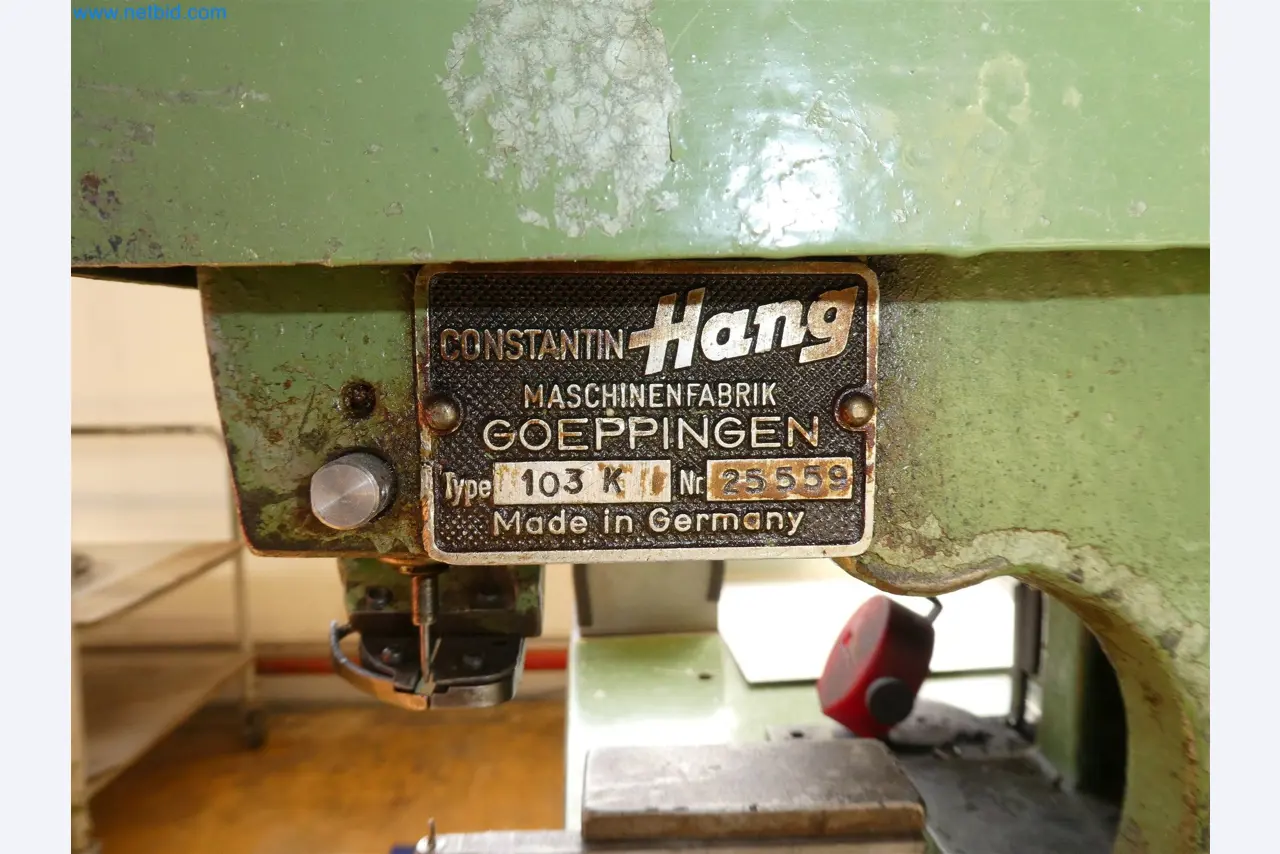 www.netbid.com
CONSTANTIN Hang
MASCHINENFABRIK
GOEPPINGEN
Type 103 K Nr 25559
Made in Germany